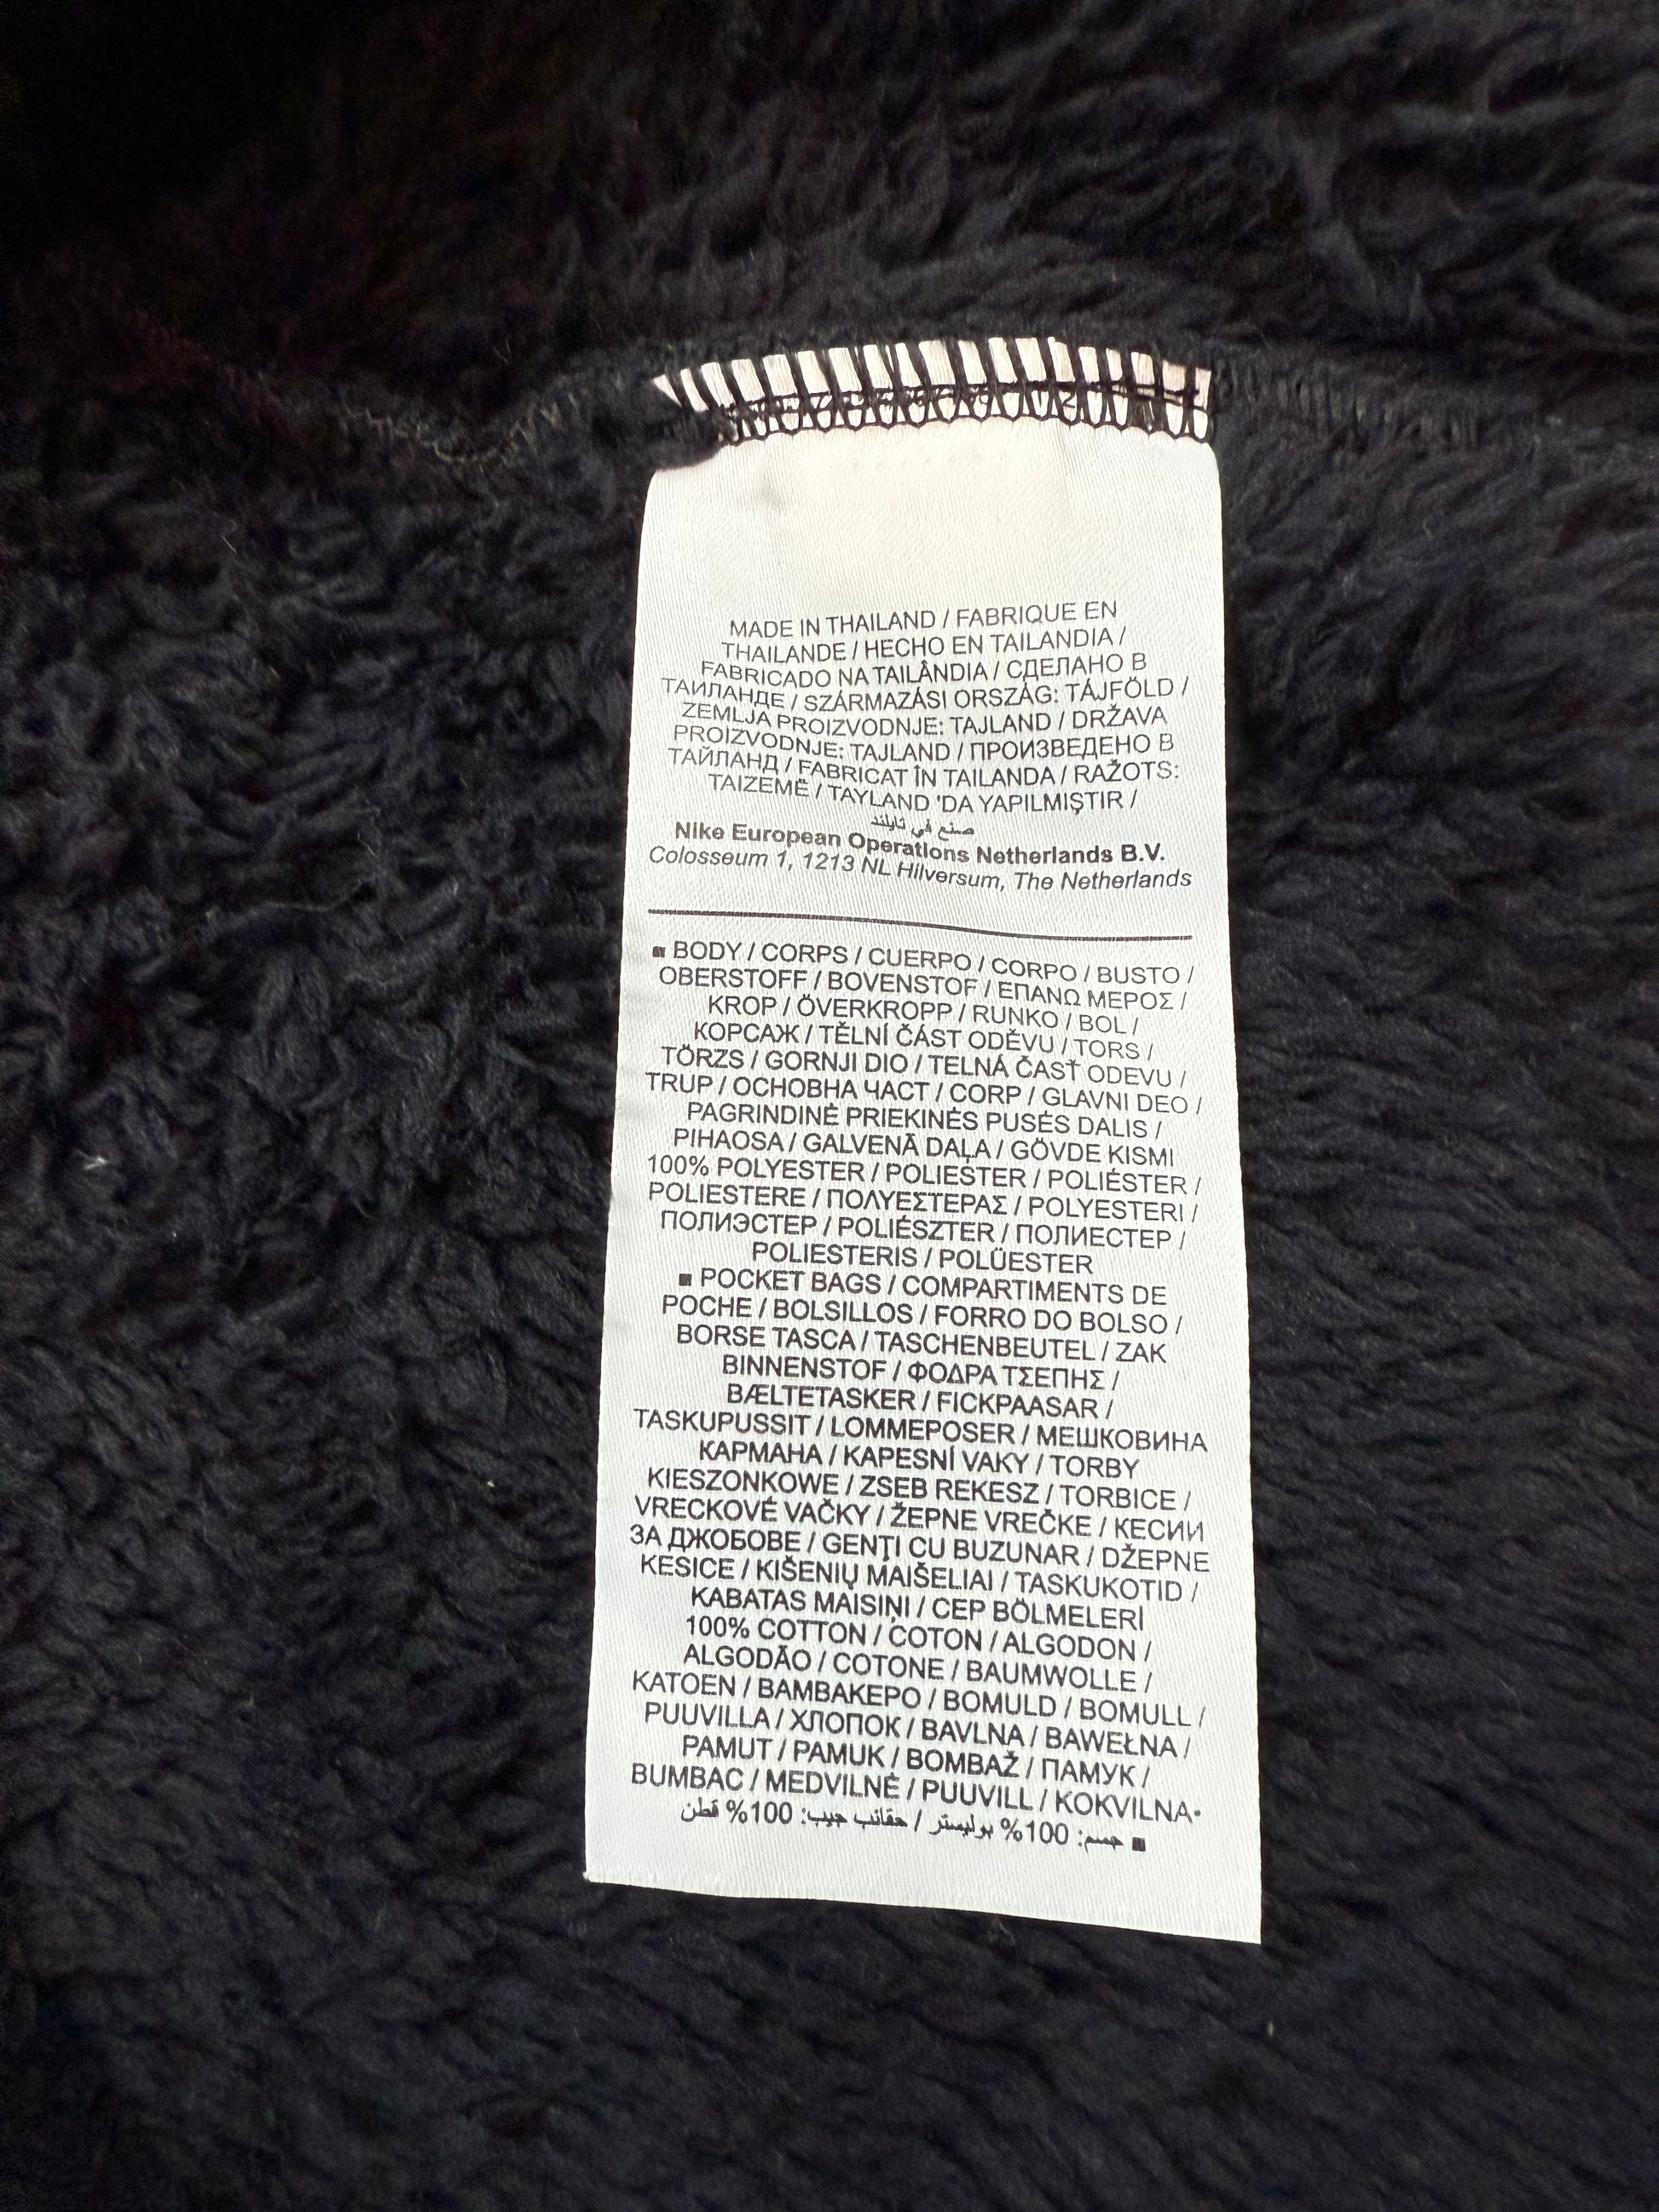 MADE IN THAILAND / FABRIQUE EN
THAILANDE / HECHO EN TAILANDIA /
FABRICADO NA TAILÂNDIA / СДЕЛАНО В
ТАИЛАНДЕ / SZÁRMAZÁSI ORSZÁG: TÁJFÖLD /
ZEMLJA PROIZVODNJE: TAJLAND / DRŽAVA
PROIZVODNJE: TAJLAND / ПРОИЗВЕДЕНО В
ТАЙЛАНД / FABRICAT ÎN TAILANDA / RAŽOTS:
TAIZEMĒ / TAYLAND 'DA YAPILMIŞTIR /
صنع في تايلند
Nike European Operations Netherlands B.V.
Colosseum 1, 1213 NL Hilversum, The Netherlands
■ BODY / CORPS / CUERPO / CORPO / BUSTO /
OBERSTOFF / BOVENSTOF / ΕΠΑΝΩ ΜΕΡΟΣ /
KROP / ÖVERKROPP / RUNKO / BOL /
КОРСАЖ / TĚLNÍ ČÁST ODĚVU / TORS /
TÖRZS / GORNJI DIO / TELNÁ ČASŤ ODEVU /
TRUP / ОСНОВНА ЧАСТ / CORP / GLAVNI DEO /
PAGRINDINĖ PRIEKINĖS PUSĖS DALIS /
PIHAOSA / GALVENĀ DAĻA / GÖVDE KISMI
100% POLYESTER / POLIESTER / POLIÉSTER /
POLIESTERE / ΠΟΛΥΕΣΤΕΡΑΣ / POLYESTERI /
ПОЛИЭСТЕР / POLIÉSZTER / ПОЛИЕСТЕР /
POLIESTERIS / POLÜESTER
■ POCKET BAGS / COMPARTIMENTS DE
POCHE / BOLSILLOS / FORRO DO BOLSO /
BORSE TASCA / TASCHENBEUTEL / ZAK
BINNENSTOF / ΦΟΔΡΑ ΤΣΕΠΗΣ /
BÆLTETASKER / FICKPAASAR /
TASKUPUSSIT / LOMMEPOSER / МЕШКОВИНА
КАРМАНА / KAPESNÍ VAKY / TORBY
KIESZONKOWE / ZSEB REKESZ / TORBICE /
VRECKOVÉ VAČKY / ŽEPNE VREČKE / КЕСИИ
ЗА ДЖОБОВЕ / GENŢI CU BUZUNAR / DŽEPNE
KESICE / KIŠENIŲ MAIŠELIAI / TASKUKOTID /
KABATAS MAISIŅI / CEP BÖLMELERİ
100% COTTON / COTON / ALGODON /
ALGODÃO / COTONE / BAUMWOLLE /
KATOEN / ΒΑΜΒΑΚΕΡΟ / BOMULD / BOMULL /
PUUVILLA / ХЛОПОК / BAVLNA / BAWEŁNA /
PAMUT / PAMUK / BOMBAŽ / ПАМУК /
BUMBAC / MEDVILNĖ / PUUVILL / KOKVILNA•
■ جسم: 100% بوليستر / حقائب جيب: 100% قطن